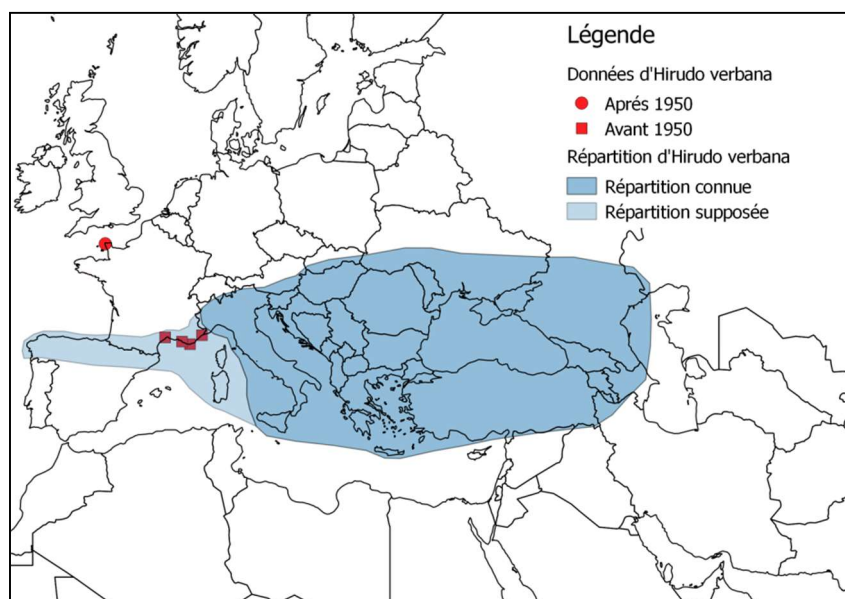 Légende
Données d'Hirudo verbana
Aprés 1950
Avant 1950
Répartition d'Hirudo verbana
Répartition connue
Répartition supposée